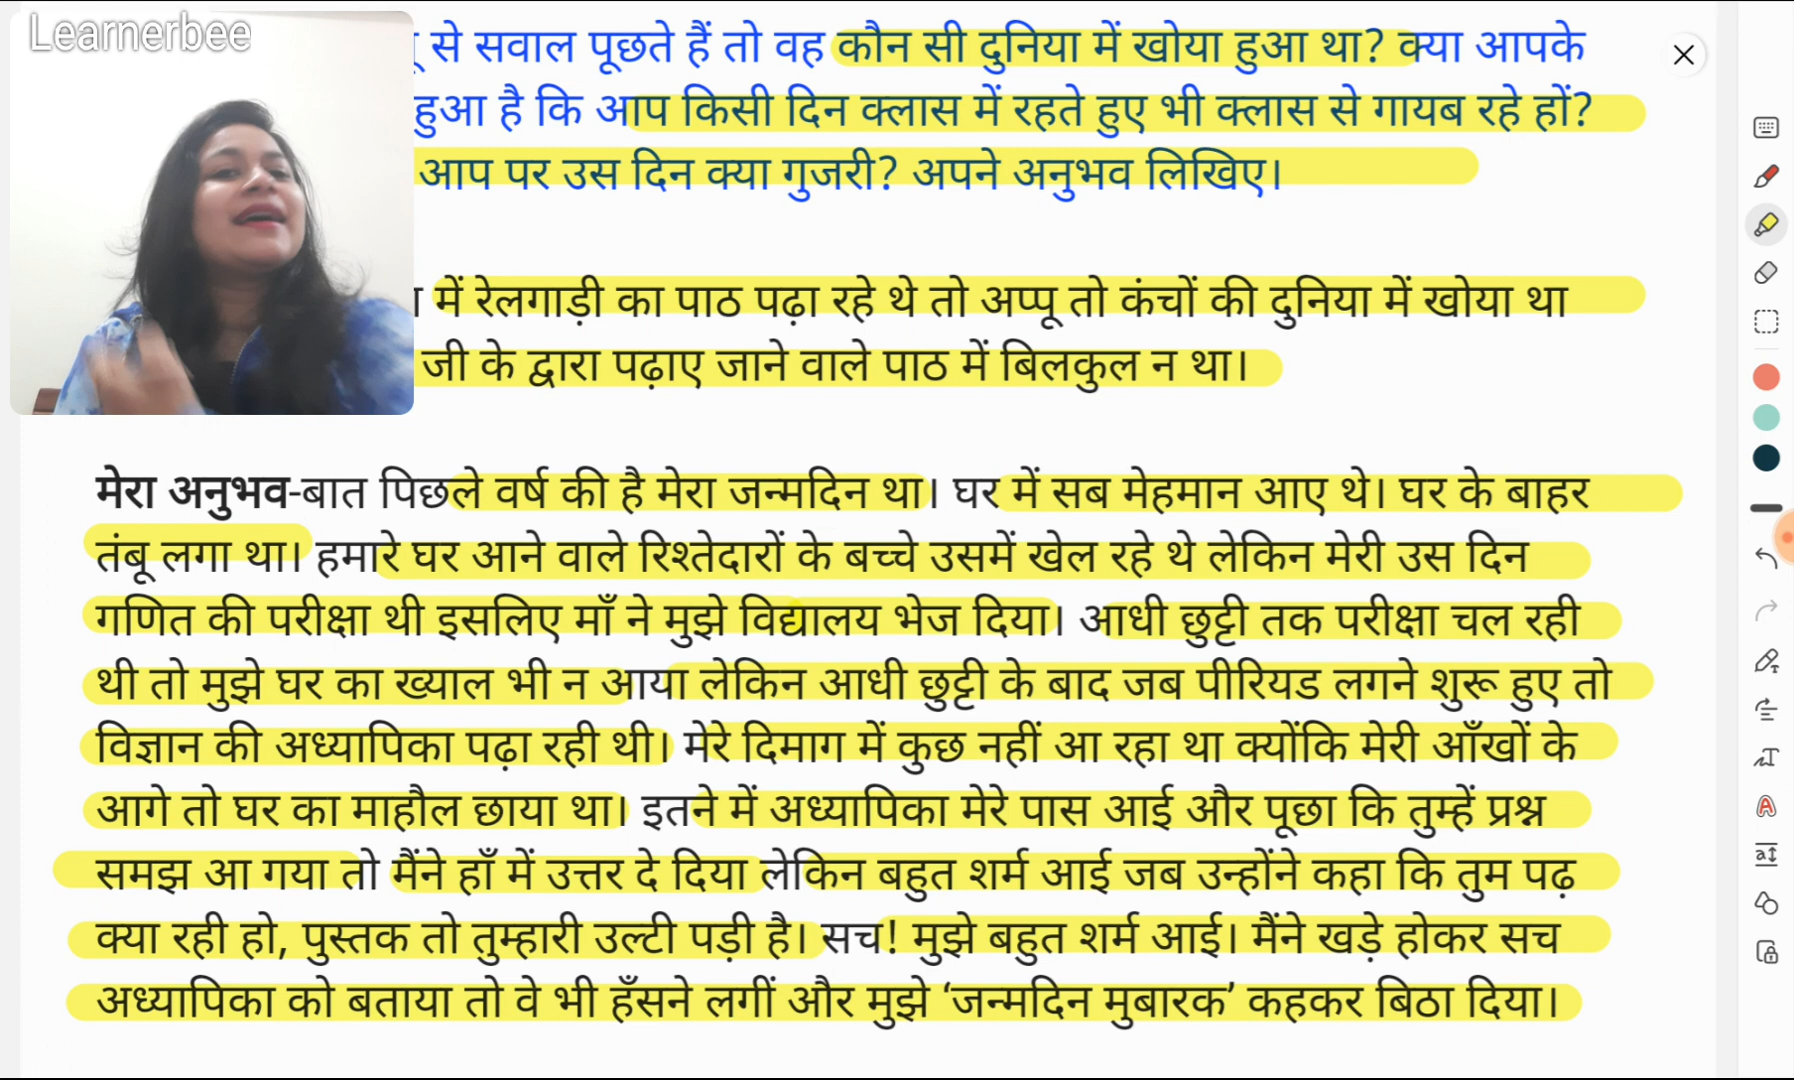 Learnerbee
से सवाल पूछते हैं तो वह कौन सी दुनिया में खोया हुआ था? क्या आपके
हुआ है कि आप किसी दिन क्लास में रहते हुए भी क्लास से गायब रहे हों?
आप पर उस दिन क्या गुजरी? अपने अनुभव लिखिए।
में रेलगाड़ी का पाठ पढ़ा रहे थे तो अप्पू तो कंचों की दुनिया में खोया था
जी के द्वारा पढ़ाए जाने वाले पाठ में बिलकुल न था।
मेरा अनुभव-बात पिछले वर्ष की है मेरा जन्मदिन था। घर में सब मेहमान आए थे। घर के बाहर
तंबू लगा था। हमारे घर आने वाले रिश्तेदारों के बच्चे उसमें खेल रहे थे लेकिन मेरी उस दिन
गणित की परीक्षा थी इसलिए माँ ने मुझे विद्यालय भेज दिया। आधी छुट्टी तक परीक्षा चल रही
थी तो मुझे घर का ख्याल भी न आया लेकिन आधी छुट्टी के बाद जब पीरियड लगने शुरू हुए तो
विज्ञान की अध्यापिका पढ़ा रही थी। मेरे दिमाग में कुछ नहीं आ रहा था क्योंकि मेरी आँखों के
आगे तो घर का माहौल छाया था। इतने में अध्यापिका मेरे पास आई और पूछा कि तुम्हें प्रश्न
समझ आ गया तो मैंने हाँ में उत्तर दे दिया लेकिन बहुत शर्म आई जब उन्होंने कहा कि तुम पढ़
क्या रही हो, पुस्तक तो तुम्हारी उल्टी पड़ी है। सच! मुझे बहुत शर्म आई। मैंने खड़े होकर सच
अध्यापिका को बताया तो वे भी हँसने लगीं और मुझे ‘जन्मदिन मुबारक’ कहकर बिठा दिया।